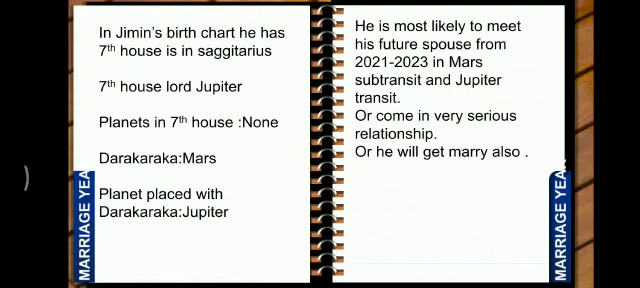 In Jimin's birth chart he has
7th house is in saggitarius
7th house lord Jupiter
Planets in 7th house :None
Darakaraka:Mars
Planet placed with
Darakaraka:Jupiter
MARRIAGE YEA
He is most likely to meet
his future spouse from
2021-2023 in Mars
subtransit and Jupiter
transit.
Or come in very serious
relationship.
Or he will get marry also .
MARRIAGE YEA